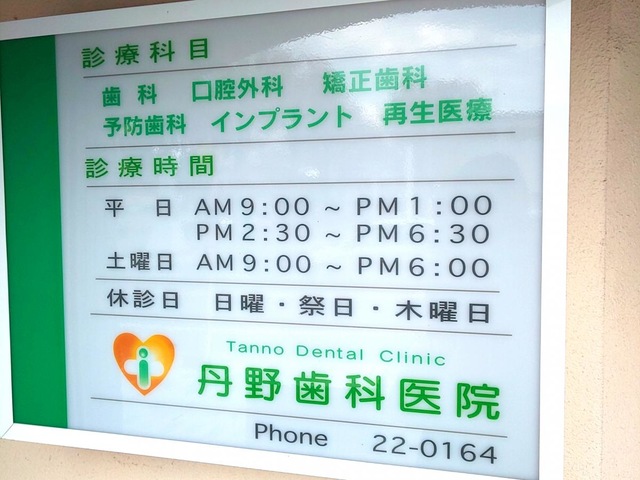 診療科目
歯科 口腔外科 矯正歯科
予防歯科 インプラント 再生医療
診療時間
平日 AM9:00 ~ PM1:00
PM2:30 ~ PM6:30
土曜日 AM9:00 ~ PM6:00
休診日 日曜・祭日・木曜日
Tanno Dental Clinic
丹野歯科医院
Phone 22-0164